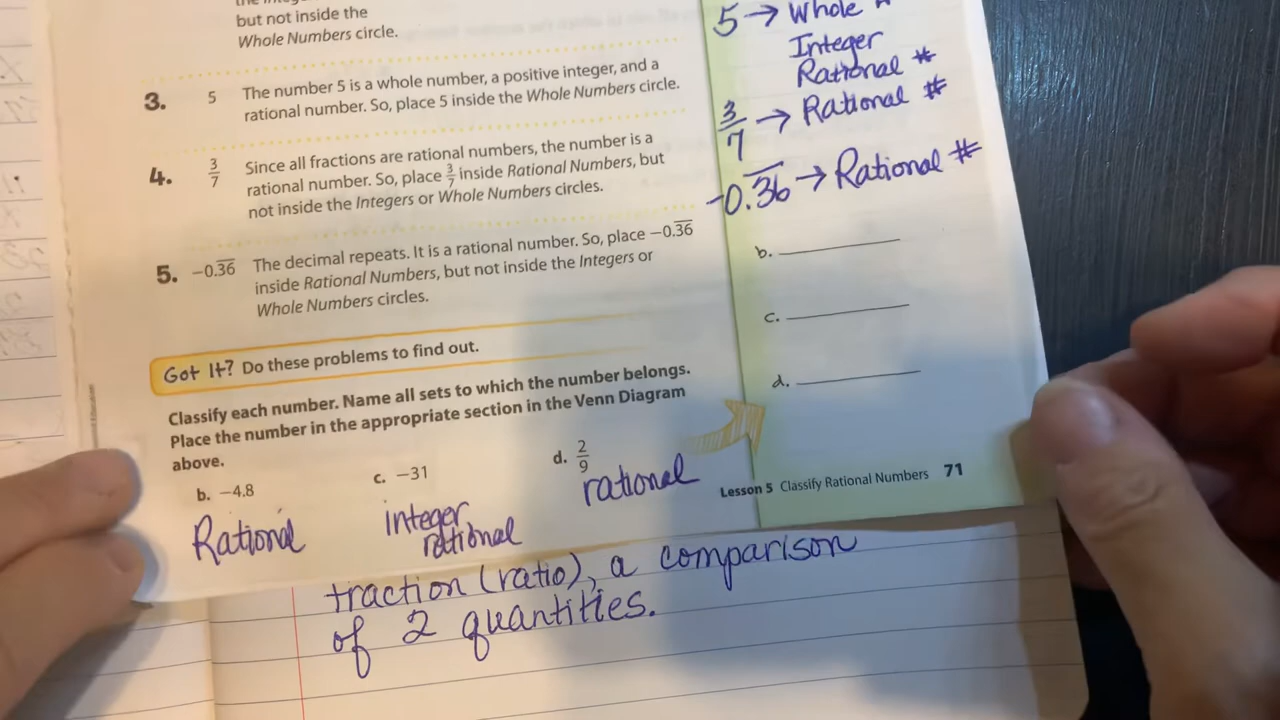 but not inside the
Whole Numbers circle.
3. 5 The number 5 is a whole number, a positive integer, and a
rational number. So, place 5 inside the Whole Numbers circle.
4. 3/7 Since all fractions are rational numbers, the number is a
rational number. So, place 3/7 inside Rational Numbers, but
not inside the Integers or Whole Numbers circles.
5. −0.3̅6̅ The decimal repeats. It is a rational number. So, place −0.3̅6̅
inside Rational Numbers, but not inside the Integers or
Whole Numbers circles.
Got It? Do these problems to find out.
Classify each number. Name all sets to which the number belongs.
Place the number in the appropriate section in the Venn Diagram
above.
b. −4.8
Rational
c. −31
integer
rational
d. 2/9
rational
5 → Whole
Integer
Rational #
3/7 → Rational #
-0.3̅6̅ → Rational #
b.
c.
d.
Lesson 5 Classify Rational Numbers 71
fraction (ratio), a comparison
of 2 quantities.